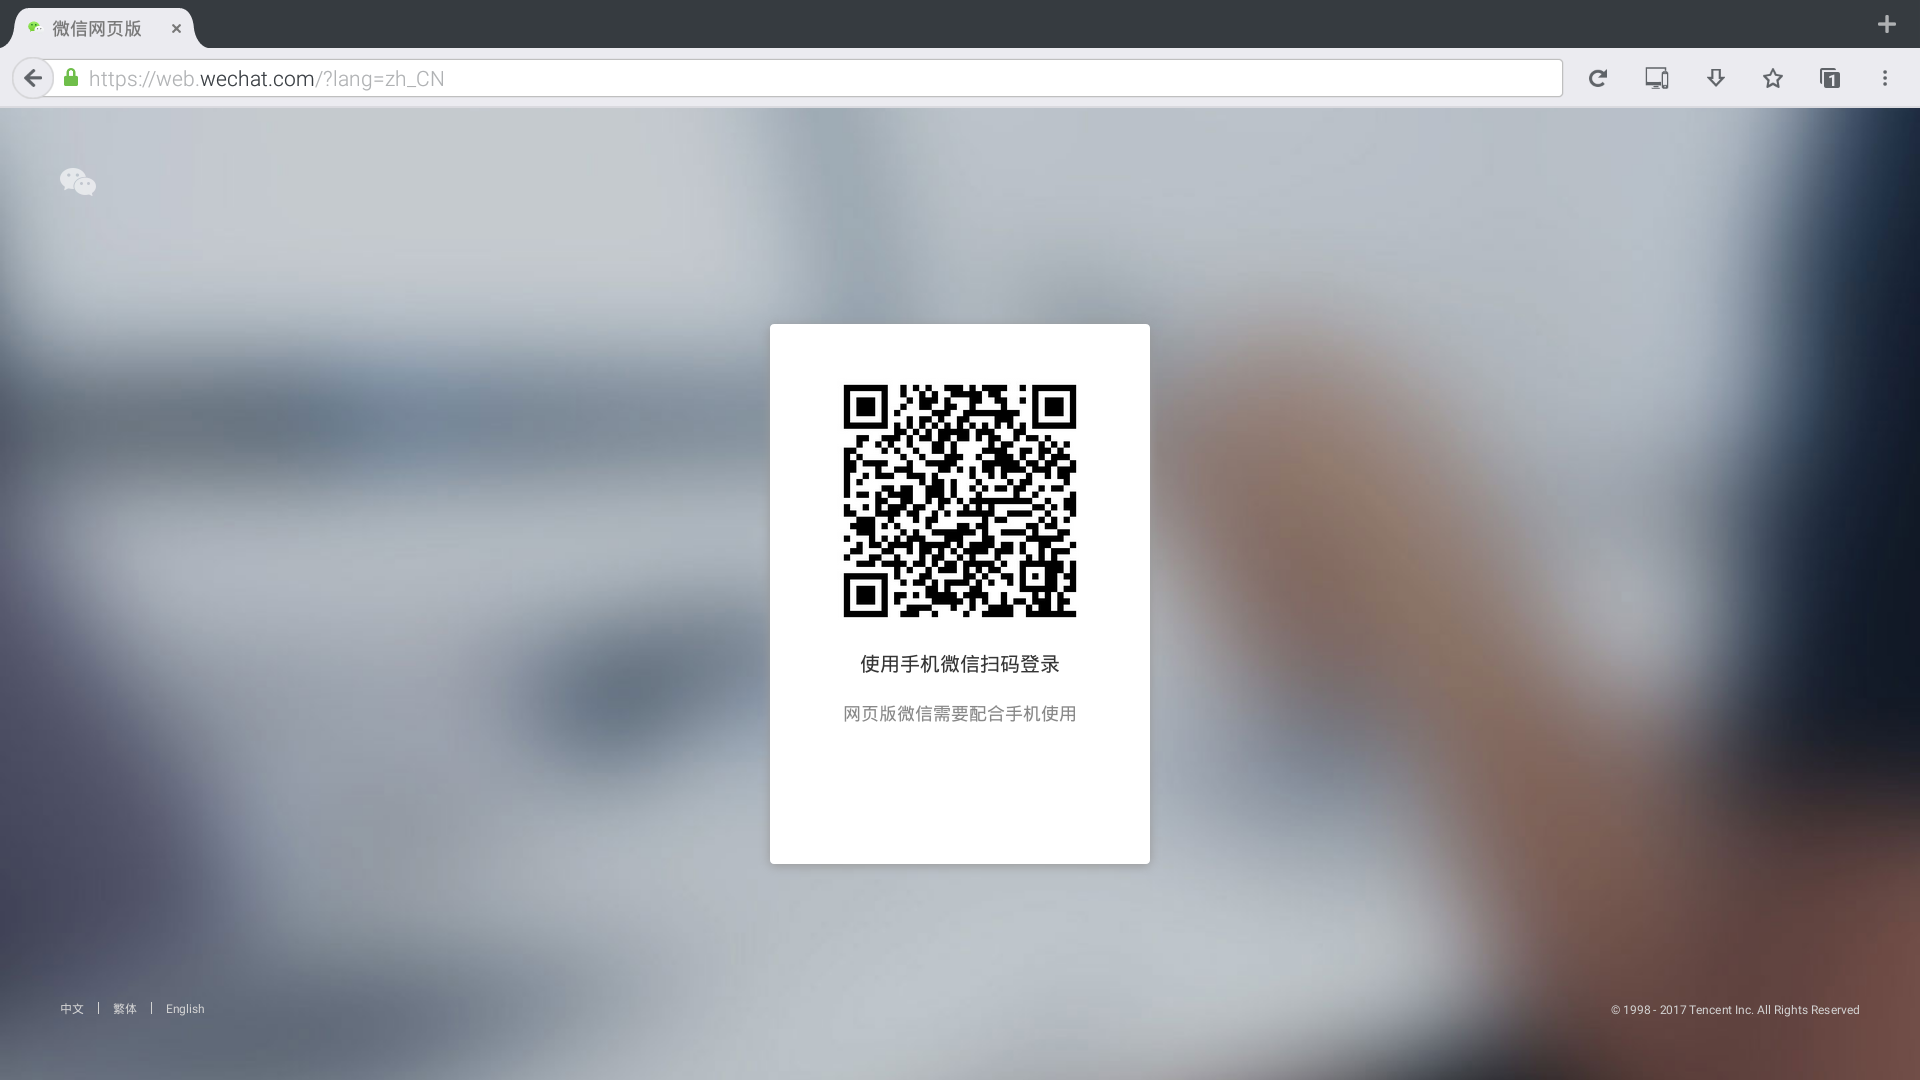 微信网页版
https://web.wechat.com/?lang=zh_CN
1
使用手机微信扫码登录
网页版微信需要配合手机使用
中文 | 繁体 | English
© 1998 - 2017 Tencent Inc. All Rights Reserved